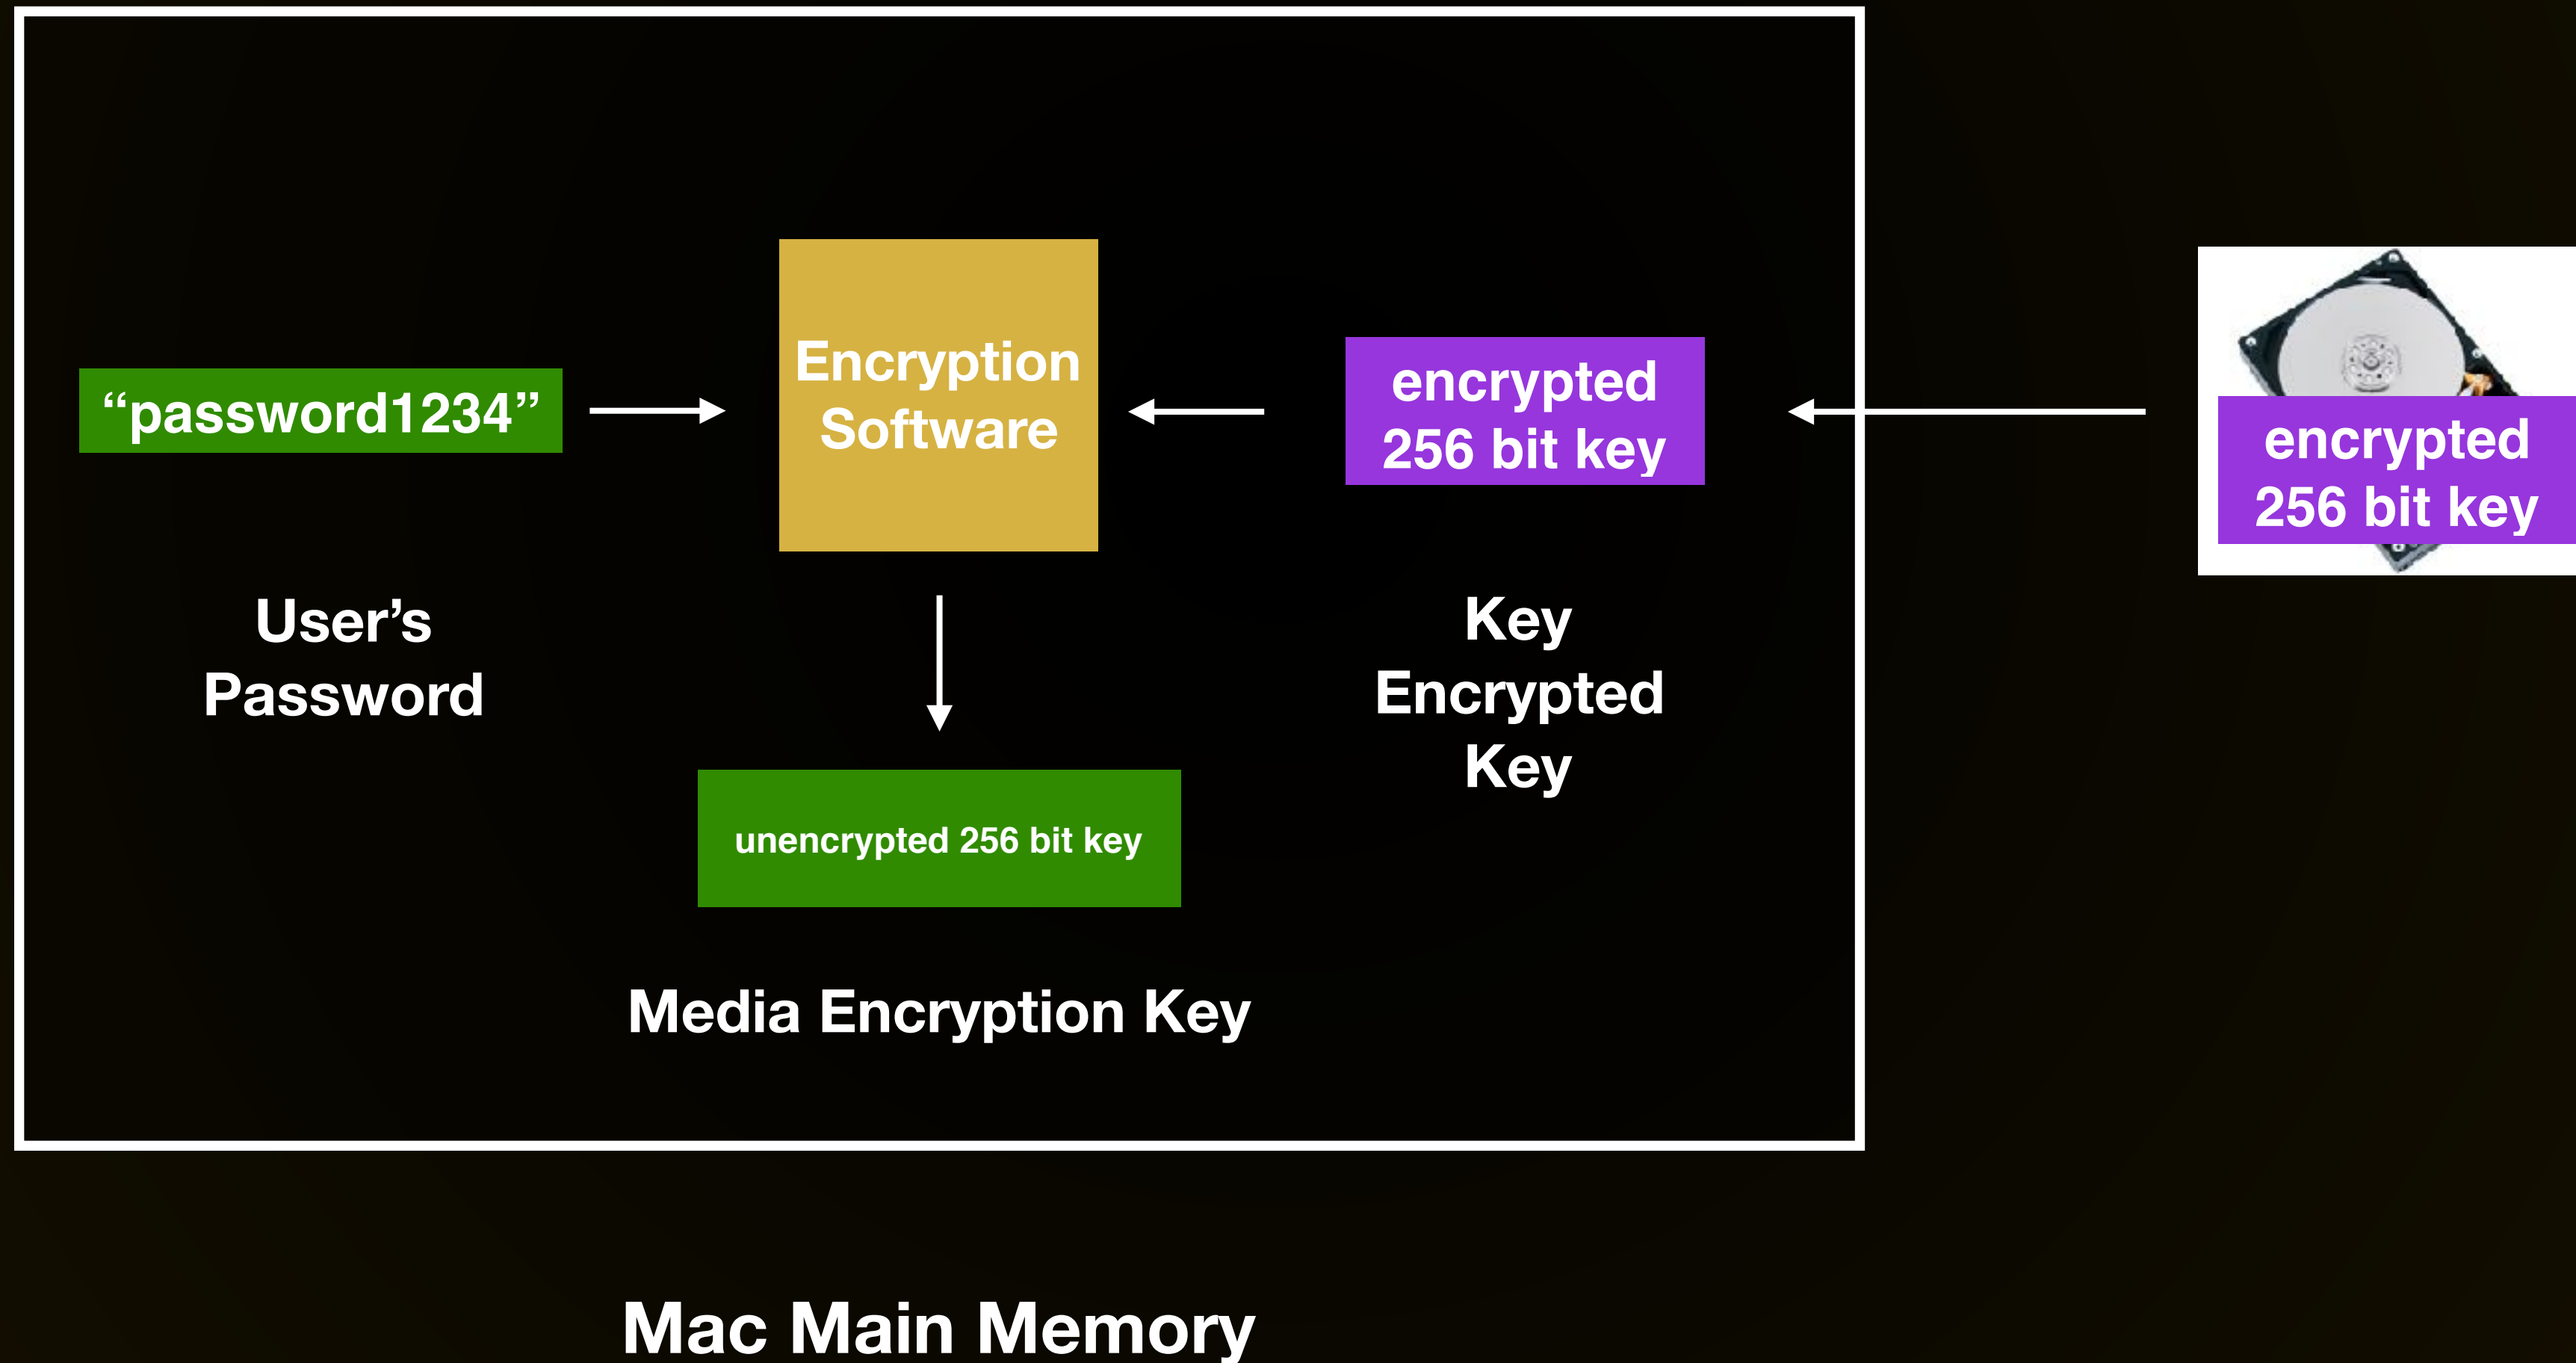 “password1234”
User’s
Password
Encryption
Software
unencrypted 256 bit key
Media Encryption Key
encrypted
256 bit key
Key
Encrypted
Key
encrypted
256 bit key
Mac Main Memory